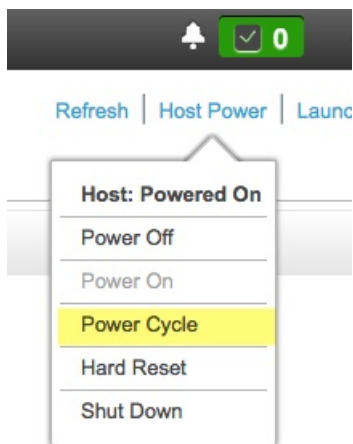 0
Refresh | Host Power | Launc
Host: Powered On
Power Off
Power On
Power Cycle
Hard Reset
Shut Down